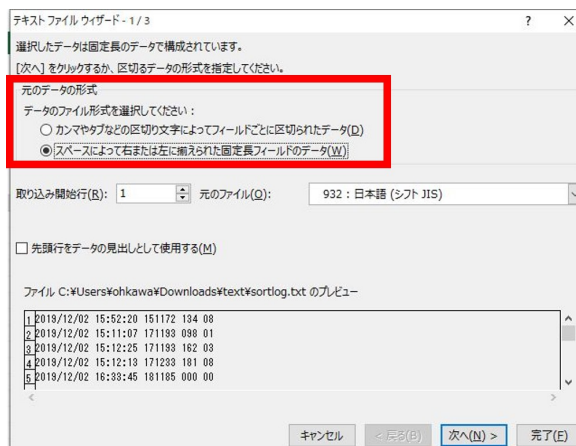 テキスト ファイル ウィザード - 1 / 3
? ×
選択したデータは固定長のデータで構成されています。
[次へ] をクリックするか、区切るデータの形式を指定してください。
元のデータの形式
データのファイル形式を選択してください：
カンマやタブなどの区切り文字によってフィールドごとに区切られたデータ(D)
スペースによって右または左に揃えられた固定長フィールドのデータ(W)
取り込み開始行(R): 1 元のファイル(O): 932 : 日本語 (シフト JIS)
先頭行をデータの見出しとして使用する(M)
ファイル C:¥Users¥ohkawa¥Downloads¥text¥sortlog.txt のプレビュー
1 2019/12/02 15:52:20 151172 134 08
2 2019/12/02 15:11:07 171193 098 01
3 2019/12/02 15:12:25 171193 162 03
4 2019/12/02 15:12:13 171233 181 08
5 2019/12/02 16:33:45 181185 000 00
キャンセル < 戻る(B) 次へ(N) > 完了(F)